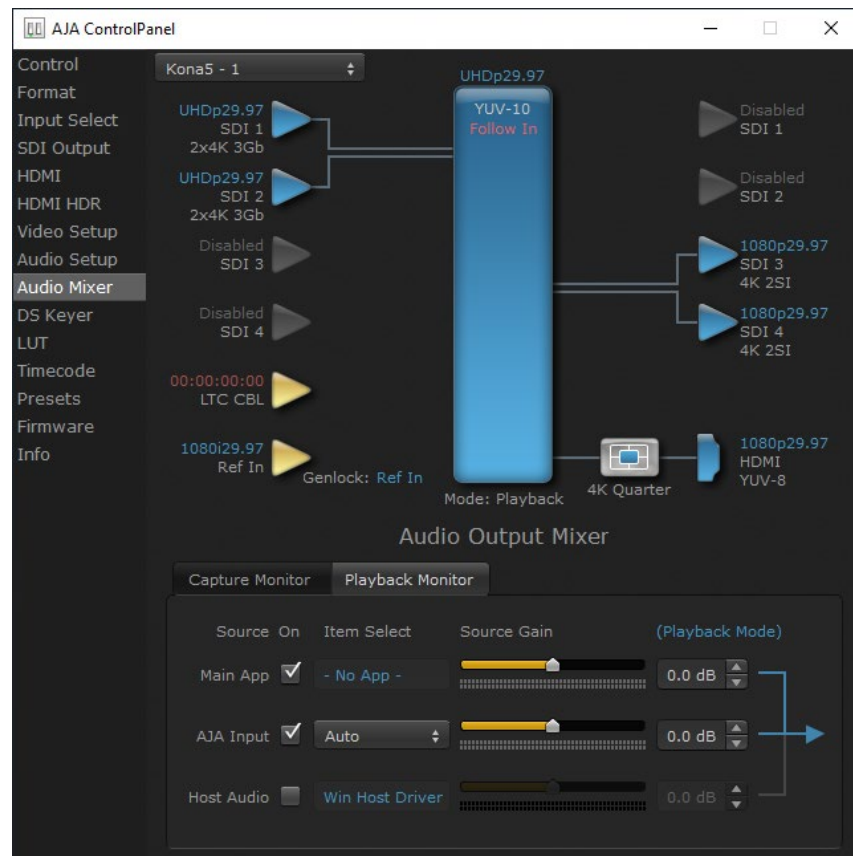 AJA ControlPanel
Control
Format
Input Select
SDI Output
HDMI
HDMI HDR
Video Setup
Audio Setup
Audio Mixer
DS Keyer
LUT
Timecode
Presets
Firmware
Info
Kona5 - 1
UHDp29.97
SDI 1
2x4K 3Gb
UHDp29.97
SDI 2
2x4K 3Gb
Disabled
SDI 3
Disabled
SDI 4
00:00:00:00
LTC CBL
1080i29.97
Ref In
Genlock: Ref In
UHDp29.97
YUV-10
Follow In
Mode: Playback
4K Quarter
Disabled
SDI 1
Disabled
SDI 2
1080p29.97
SDI 3
4K 2SI
1080p29.97
SDI 4
4K 2SI
1080p29.97
HDMI
YUV-8
Audio Output Mixer
Capture Monitor Playback Monitor
Source On Item Select Source Gain (Playback Mode)
Main App - No App - 0.0 dB
AJA Input Auto 0.0 dB
Host Audio Win Host Driver 0.0 dB